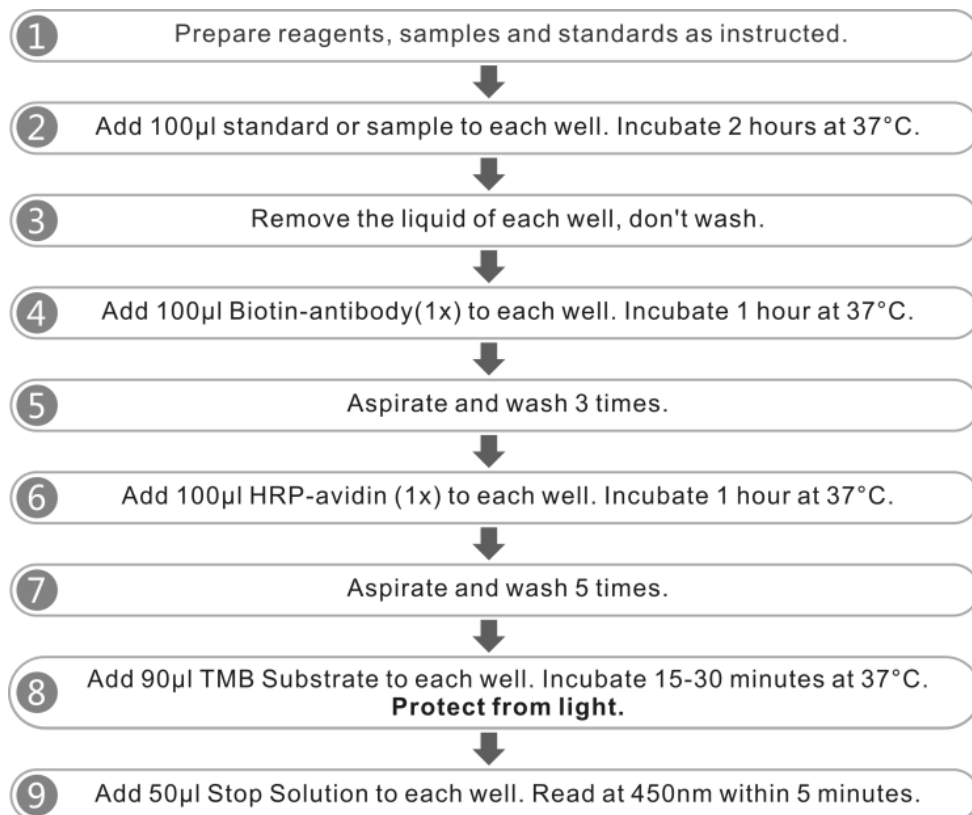 1 Prepare reagents, samples and standards as instructed.
2 Add 100µl standard or sample to each well. Incubate 2 hours at 37°C.
3 Remove the liquid of each well, don't wash.
4 Add 100µl Biotin-antibody(1x) to each well. Incubate 1 hour at 37°C.
5 Aspirate and wash 3 times.
6 Add 100µl HRP-avidin (1x) to each well. Incubate 1 hour at 37°C.
7 Aspirate and wash 5 times.
8 Add 90µl TMB Substrate to each well. Incubate 15-30 minutes at 37°C.
Protect from light.
9 Add 50µl Stop Solution to each well. Read at 450nm within 5 minutes.